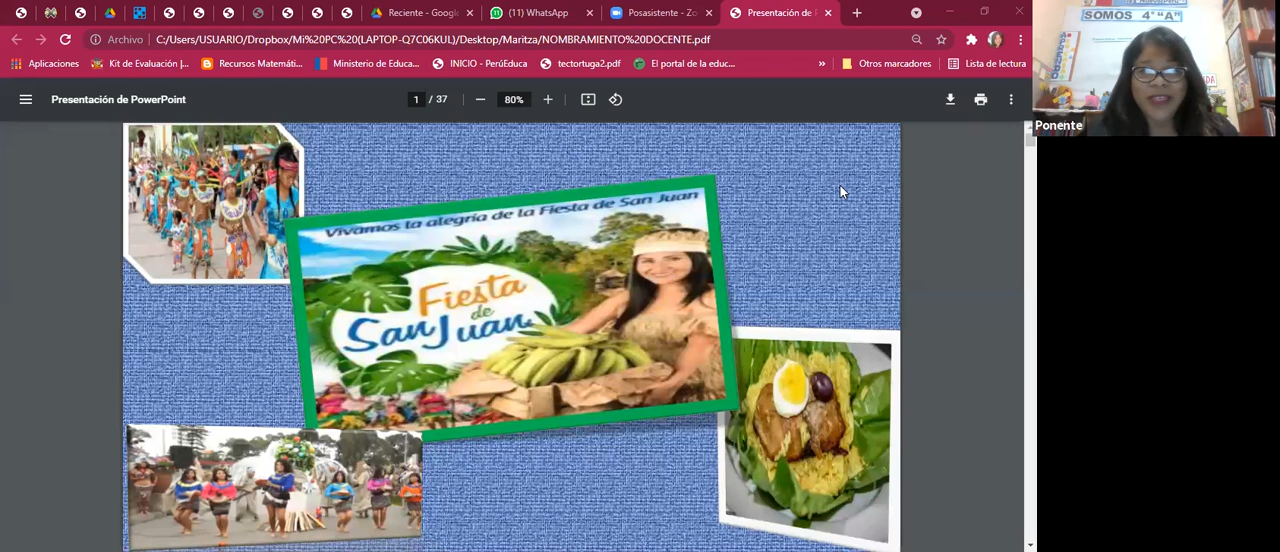 Reciente - Google
(11) WhatsApp
Posasistente - Zo
Presentación de P
Archivo
C:/Users/USUARIO/Dropbox/Mi%20PC%20(LAPTOP-Q7C06KUL)/Desktop/Maritza/NOMBRAMIENTO%20DOCENTE.pdf
Aplicaciones
Kit de Evaluación |...
Recursos Matemáti...
Ministerio de Educa...
INICIO - PerúEduca
tectortuga2.pdf
El portal de la educ...
»
Otros marcadores
Lista de lectura
Presentación de PowerPoint
1 / 37
80%
SOMOS 4° "A"
Ponente
Vivamos la alegría de la Fiesta de San Juan
Fiesta
de
San Juan